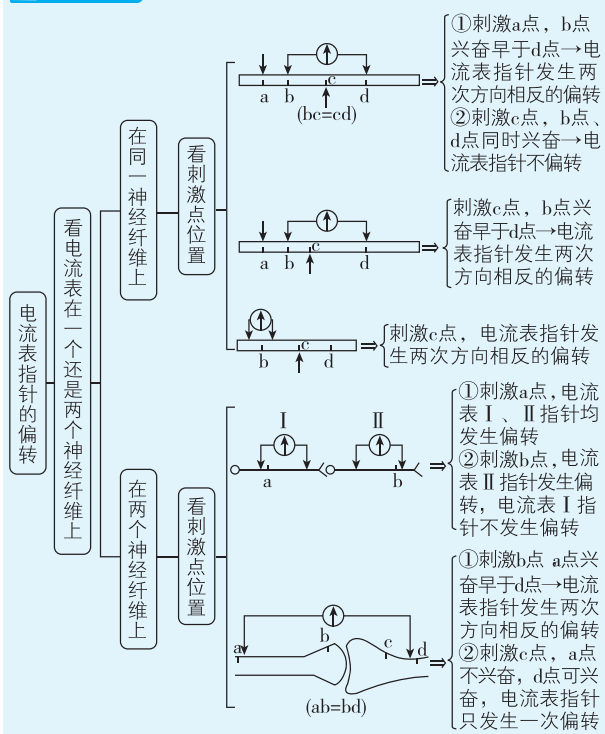 电流表指针的偏转
看电流表在一个还是两个神经纤维上
在同一神经纤维上
看刺激点位置
a b c d
(bc=cd)
①刺激a点，b点
兴奋早于d点→电
流表指针发生两
次方向相反的偏转
②刺激c点，b点、
d点同时兴奋→电
流表指针不偏转
a b c d
刺激c点，b点兴
奋早于d点→电流
表指针发生两次
方向相反的偏转
b c d
刺激c点，电流表指针发
生两次方向相反的偏转
在两个神经纤维上
看刺激点位置
Ⅰ Ⅱ
a b
①刺激a点,电流
表Ⅰ、Ⅱ指针均
发生偏转
②刺激b点,电流
表Ⅱ指针发生偏
转，电流表Ⅰ指
针不发生偏转
a b c d
(ab=bd)
①刺激b点 a点兴
奋早于d点→电流
表指针发生两次
方向相反的偏转
②刺激c点，a点
不兴奋，d点可兴
奋，电流表指针
只发生一次偏转